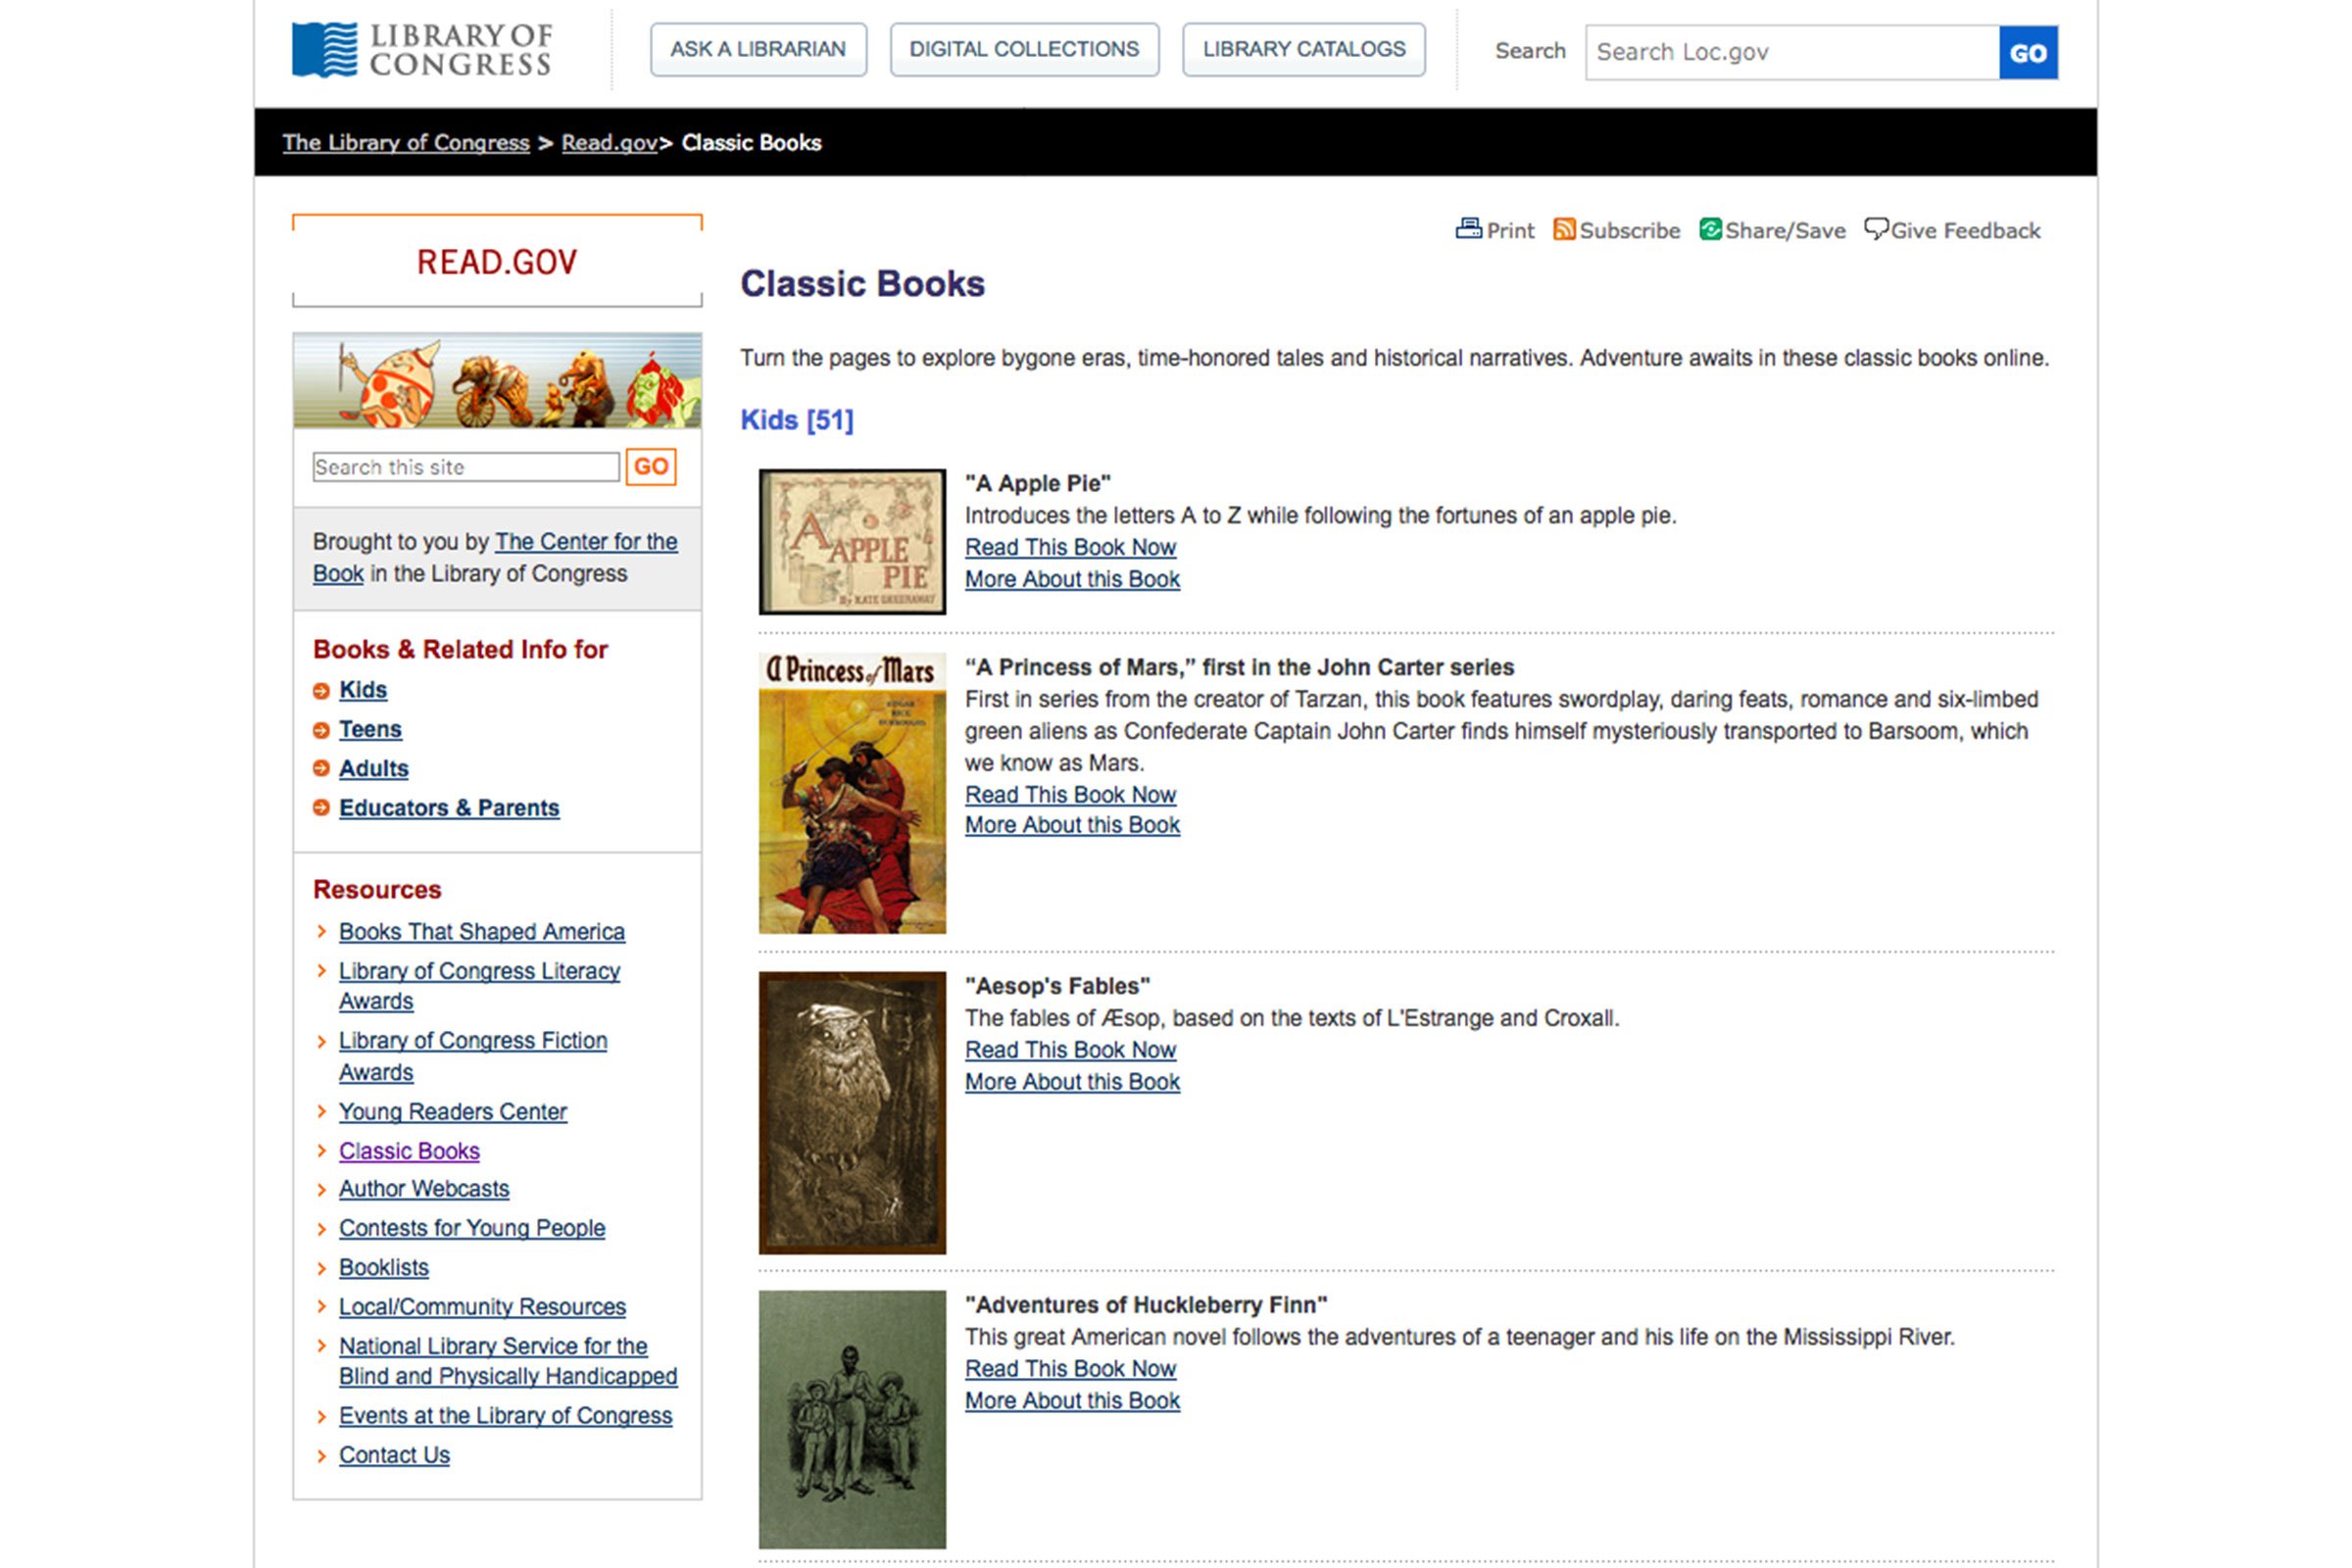 LIBRARY OF
CONGRESS
ASK A LIBRARIAN
DIGITAL COLLECTIONS
LIBRARY CATALOGS
Search
Search Loc.gov
GO
The Library of Congress > Read.gov> Classic Books
READ.GOV
Search this site
GO
Brought to you by The Center for the
Book in the Library of Congress
Books & Related Info for
Kids
Teens
Adults
Educators & Parents
Resources
Books That Shaped America
Library of Congress Literacy
Awards
Library of Congress Fiction
Awards
Young Readers Center
Classic Books
Author Webcasts
Contests for Young People
Booklists
Local/Community Resources
National Library Service for the
Blind and Physically Handicapped
Events at the Library of Congress
Contact Us
Print
Subscribe
Share/Save
Give Feedback
Classic Books
Turn the pages to explore bygone eras, time-honored tales and historical narratives. Adventure awaits in these classic books online.
Kids [51]
A
APPLE
PIE
By KATE GREENAWAY
"A Apple Pie"
Introduces the letters A to Z while following the fortunes of an apple pie.
Read This Book Now
More About this Book
A Princess of Mars
EDGAR
RICE
BURROUGHS
“A Princess of Mars,” first in the John Carter series
First in series from the creator of Tarzan, this book features swordplay, daring feats, romance and six-limbed
green aliens as Confederate Captain John Carter finds himself mysteriously transported to Barsoom, which
we know as Mars.
Read This Book Now
More About this Book
"Aesop's Fables"
The fables of Æsop, based on the texts of L'Estrange and Croxall.
Read This Book Now
More About this Book
"Adventures of Huckleberry Finn"
This great American novel follows the adventures of a teenager and his life on the Mississippi River.
Read This Book Now
More About this Book